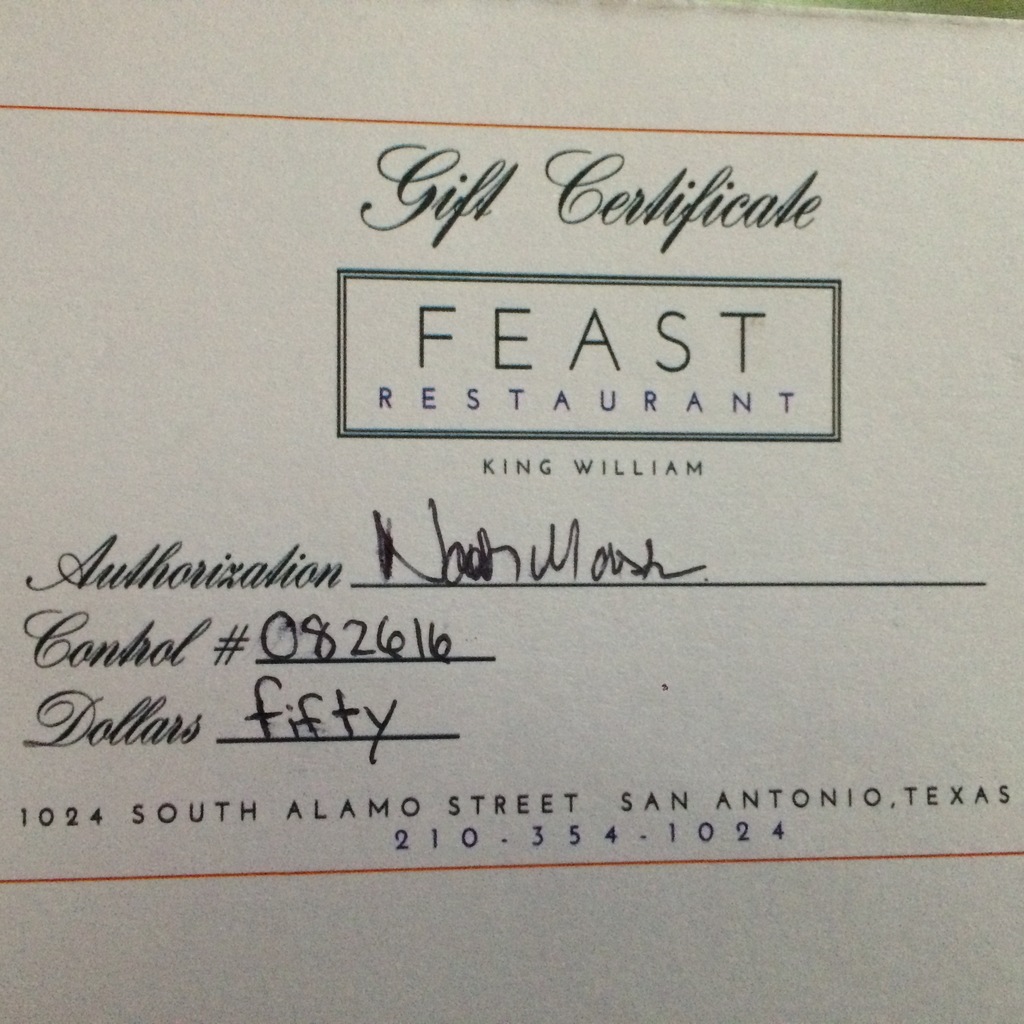 Gift Certificate
FEAST
RESTAURANT
KING WILLIAM
Authorization
Control # 082616
Dollars fifty
1024 SOUTH ALAMO STREET SAN ANTONIO, TEXAS
210-354-1024